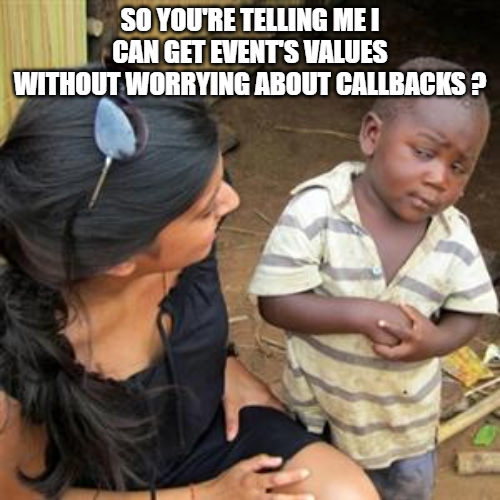 SO YOU'RE TELLING ME I
CAN GET EVENT'S VALUES
WITHOUT WORRYING ABOUT CALLBACKS ?